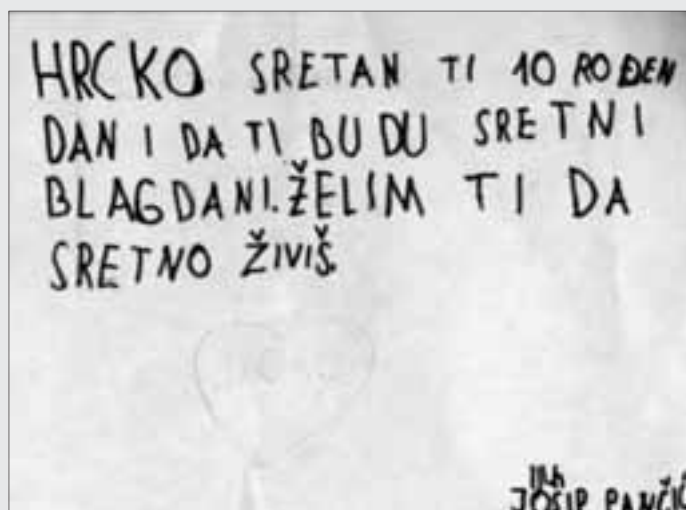 HRCKO SRETAN TI 10 ROĐEN
DAN I DA TI BUDU SRETNI
BLAGDANI. ŽELIM TI DA
SRETNO ŽIVIŠ.
JOSIP PANČIĆ